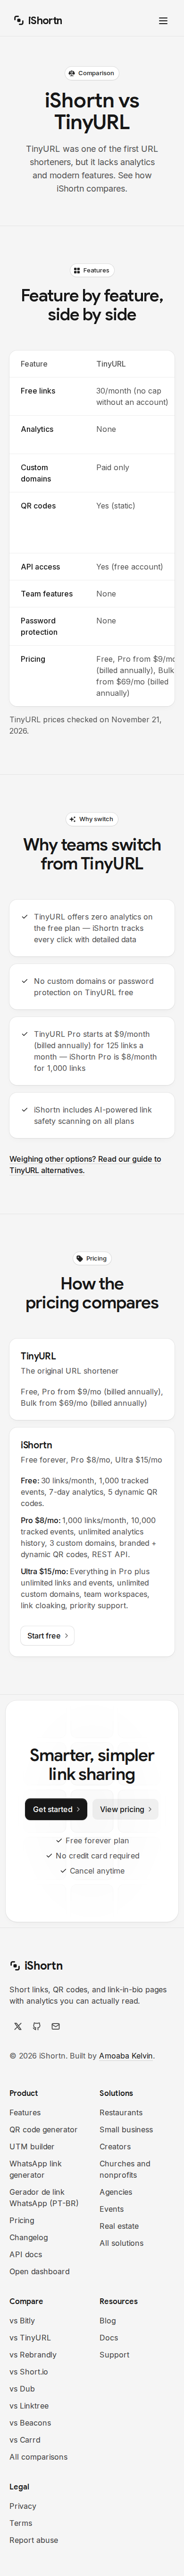 iShortn
Comparison
iShortn vs
TinyURL
TinyURL was one of the first URL
shorteners, but it lacks analytics
and modern features. See how
iShortn compares.
Features
Feature by feature,
side by side
Feature TinyURL
Free links 30/month (no cap
without an account)
Analytics None
Custom
domains Paid only
QR codes Yes (static)
API access Yes (free account)
Team features None
Password
protection None
Pricing Free, Pro from $9/mo
(billed annually), Bulk
from $69/mo (billed
annually)
TinyURL prices checked on November 21,
2026.
Why switch
Why teams switch
from TinyURL
TinyURL offers zero analytics on
the free plan — iShortn tracks
every click with detailed data
No custom domains or password
protection on TinyURL free
TinyURL Pro starts at $9/month
(billed annually) for 125 links a
month — iShortn Pro is $8/month
for 1,000 links
iShortn includes AI-powered link
safety scanning on all plans
Weighing other options? Read our guide to
TinyURL alternatives.
Pricing
How the
pricing compares
TinyURL
The original URL shortener
Free, Pro from $9/mo (billed annually),
Bulk from $69/mo (billed annually)
iShortn
Free forever, Pro $8/mo, Ultra $15/mo
Free: 30 links/month, 1,000 tracked
events, 7-day analytics, 5 dynamic QR
codes.
Pro $8/mo: 1,000 links/month, 10,000
tracked events, unlimited analytics
history, 3 custom domains, branded +
dynamic QR codes, REST API.
Ultra $15/mo: Everything in Pro plus
unlimited links and events, unlimited
custom domains, team workspaces,
link cloaking, priority support.
Start free
Smarter, simpler
link sharing
Get started View pricing
Free forever plan
No credit card required
Cancel anytime
iShortn
Short links, QR codes, and link-in-bio pages
with analytics you can actually read.
© 2026 iShortn. Built by Amoaba Kelvin.
Product
Features
QR code generator
UTM builder
WhatsApp link
generator
Gerador de link
WhatsApp (PT-BR)
Pricing
Changelog
API docs
Open dashboard
Solutions
Restaurants
Small business
Creators
Churches and
nonprofits
Agencies
Events
Real estate
All solutions
Compare
vs Bitly
vs TinyURL
vs Rebrandly
vs Short.io
vs Dub
vs Linktree
vs Beacons
vs Carrd
All comparisons
Resources
Blog
Docs
Support
Legal
Privacy
Terms
Report abuse